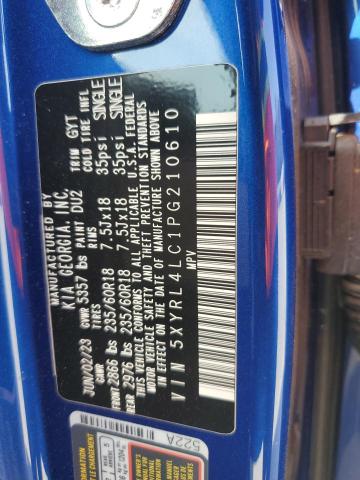 MANUFACTURED BY
KIA GEORGIA, INC.
JUN/02/23 GVWR 5357 lbs PAINT DU2 TRIM GYT
GAWR TIRES RIMS COLD TIRE INFL
FRONT 2866 lbs 235/60R18 7.5JX18 35psi SINGLE
REAR 2976 lbs 235/60R18 7.5JX18 35psi SINGLE
THIS VEHICLE CONFORMS TO ALL APPLICABLE U.S.A. FEDERAL
MOTOR VEHICLE SAFETY AND THEFT PREVENTION STANDARDS
IN EFFECT ON THE DATE OF MANUFACTURE SHOWN ABOVE
VIN 5XYRL4LC1PG210610
MPV
522A